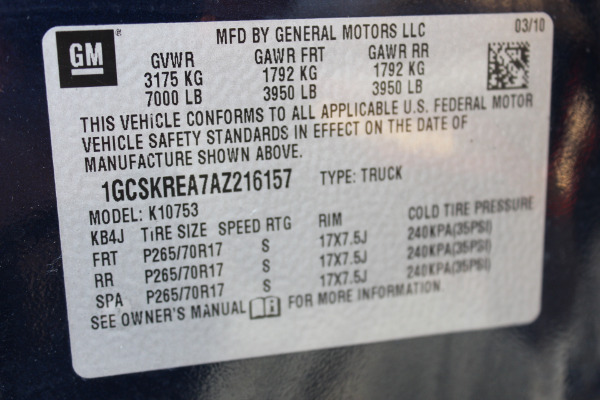 GM
MFD BY GENERAL MOTORS LLC 03/10
GVWR GAWR FRT GAWR RR
3175 KG 1792 KG 1792 KG
7000 LB 3950 LB 3950 LB
THIS VEHICLE CONFORMS TO ALL APPLICABLE U.S. FEDERAL MOTOR
VEHICLE SAFETY STANDARDS IN EFFECT ON THE DATE OF
MANUFACTURE SHOWN ABOVE.
1GCSKREA7AZ216157 TYPE: TRUCK
MODEL: K10753
KB4J TIRE SIZE SPEED RTG RIM COLD TIRE PRESSURE
FRT P265/70R17 S 17X7.5J 240KPA(35PSI)
RR P265/70R17 S 17X7.5J 240KPA(35PSI)
SPA P265/70R17 S 17X7.5J 240KPA(35PSI)
SEE OWNER'S MANUAL FOR MORE INFORMATION.